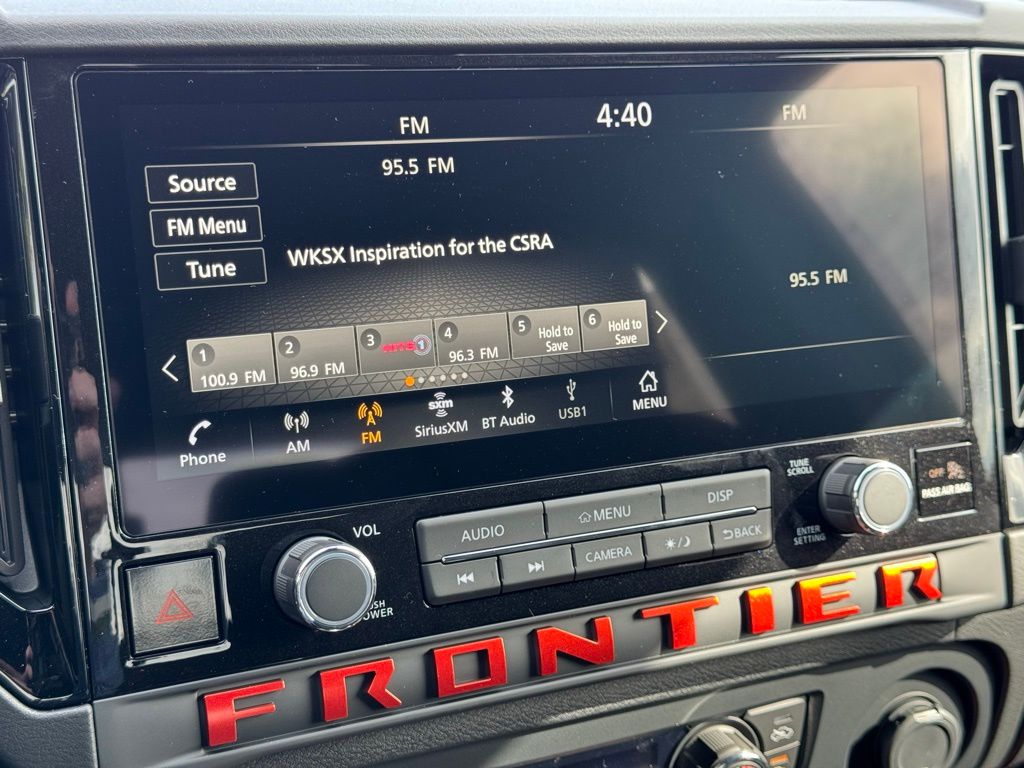 FM
4:40
FM
95.5 FM
Source
FM Menu
Tune
WKSX Inspiration for the CSRA
95.5 FM
1
100.9 FM
2
96.9 FM
3
4
96.3 FM
5
Hold to
Save
6
Hold to
Save
Phone
AM
FM
sxm
SiriusXM
BT Audio
USB1
MENU
VOL
AUDIO
MENU
DISP
CAMERA
BACK
TUNE
SCROLL
ENTER
SETTING
OFF
PASS AIR BAG
FRONTIER